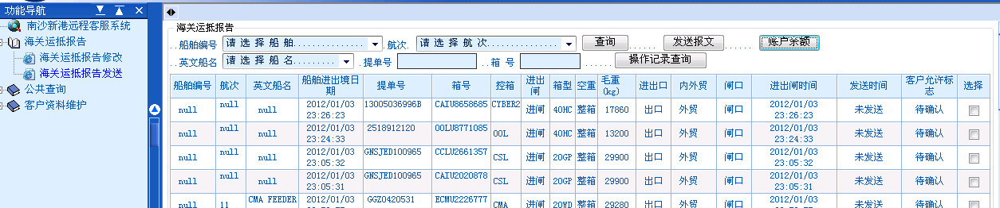 功能导航
南沙新港远程客服系统
海关运抵报告
海关运抵报告修改
海关运抵报告发送
公共查询
客户资料维护
海关运抵报告
船舶编号 请 选 择 船 舶......... 航次 请 选 择 航 次............... 查询 ...... 发送报文 ...... 账户余额
英文船名 请 选 择 船 名......... 提单号 箱 号 ...... 操作记录查询
船舶编号 航次 英文船名 船舶进出境日期 提单号 箱号 控箱 进出闸 箱型 空重 毛重(kg) 进出口 内外贸 闸口 进出闸时间 发送时间 客户允许标志 选择
null null null 2012/01/03 23:26:23 13005036996B CAIU8658685 CYBER2 进闸 40HC 整箱 17860 出口 外贸 闸口 2012/01/03 23:26:23 未发送 待确认
null null null 2012/01/03 23:24:33 2518912120 OOLU8771085 OOL 进闸 40HC 整箱 13200 出口 外贸 闸口 2012/01/03 23:24:33 未发送 待确认
null null null 2012/01/03 23:05:32 GNSJED100965 CCLU2661357 CSL 进闸 20GP 整箱 29900 出口 外贸 闸口 2012/01/03 23:05:32 未发送 待确认
null null null 2012/01/03 23:05:31 GNSJED100965 CAIU2020878 CSL 进闸 20GP 整箱 29900 出口 外贸 闸口 2012/01/03 23:05:31 未发送 待确认
null 11 CMA FEEDER 2012/01/03 GGZ0420531 ECMU2226777 CMA 进闸 20WD 整箱 29280 出口 外贸 闸口 2012/01/03 未发送 待确认